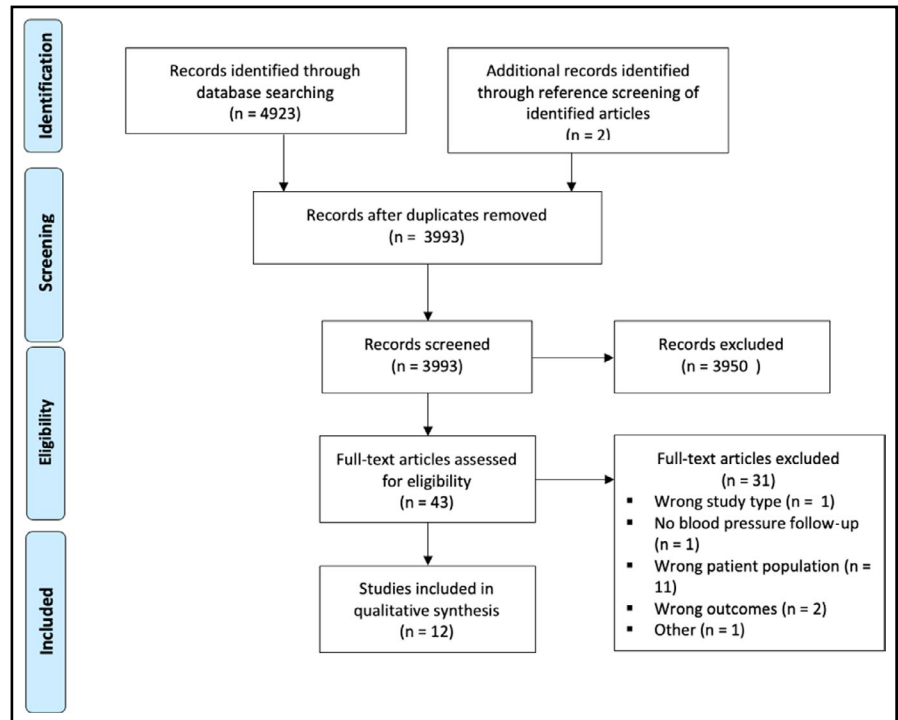 Identification
Records identified through
database searching
(n = 4923)
Additional records identified
through reference screening of
identified articles
(n = 2)
Screening
Records after duplicates removed
(n = 3993)
Records screened
(n = 3993)
Records excluded
(n = 3950 )
Eligibility
Full-text articles assessed
for eligibility
(n = 43)
Full-text articles excluded
(n = 31)
▪ Wrong study type (n = 1)
▪ No blood pressure follow-up
(n = 1)
▪ Wrong patient population (n =
11)
▪ Wrong outcomes (n = 2)
▪ Other (n = 1)
Included
Studies included in
qualitative synthesis
(n = 12)